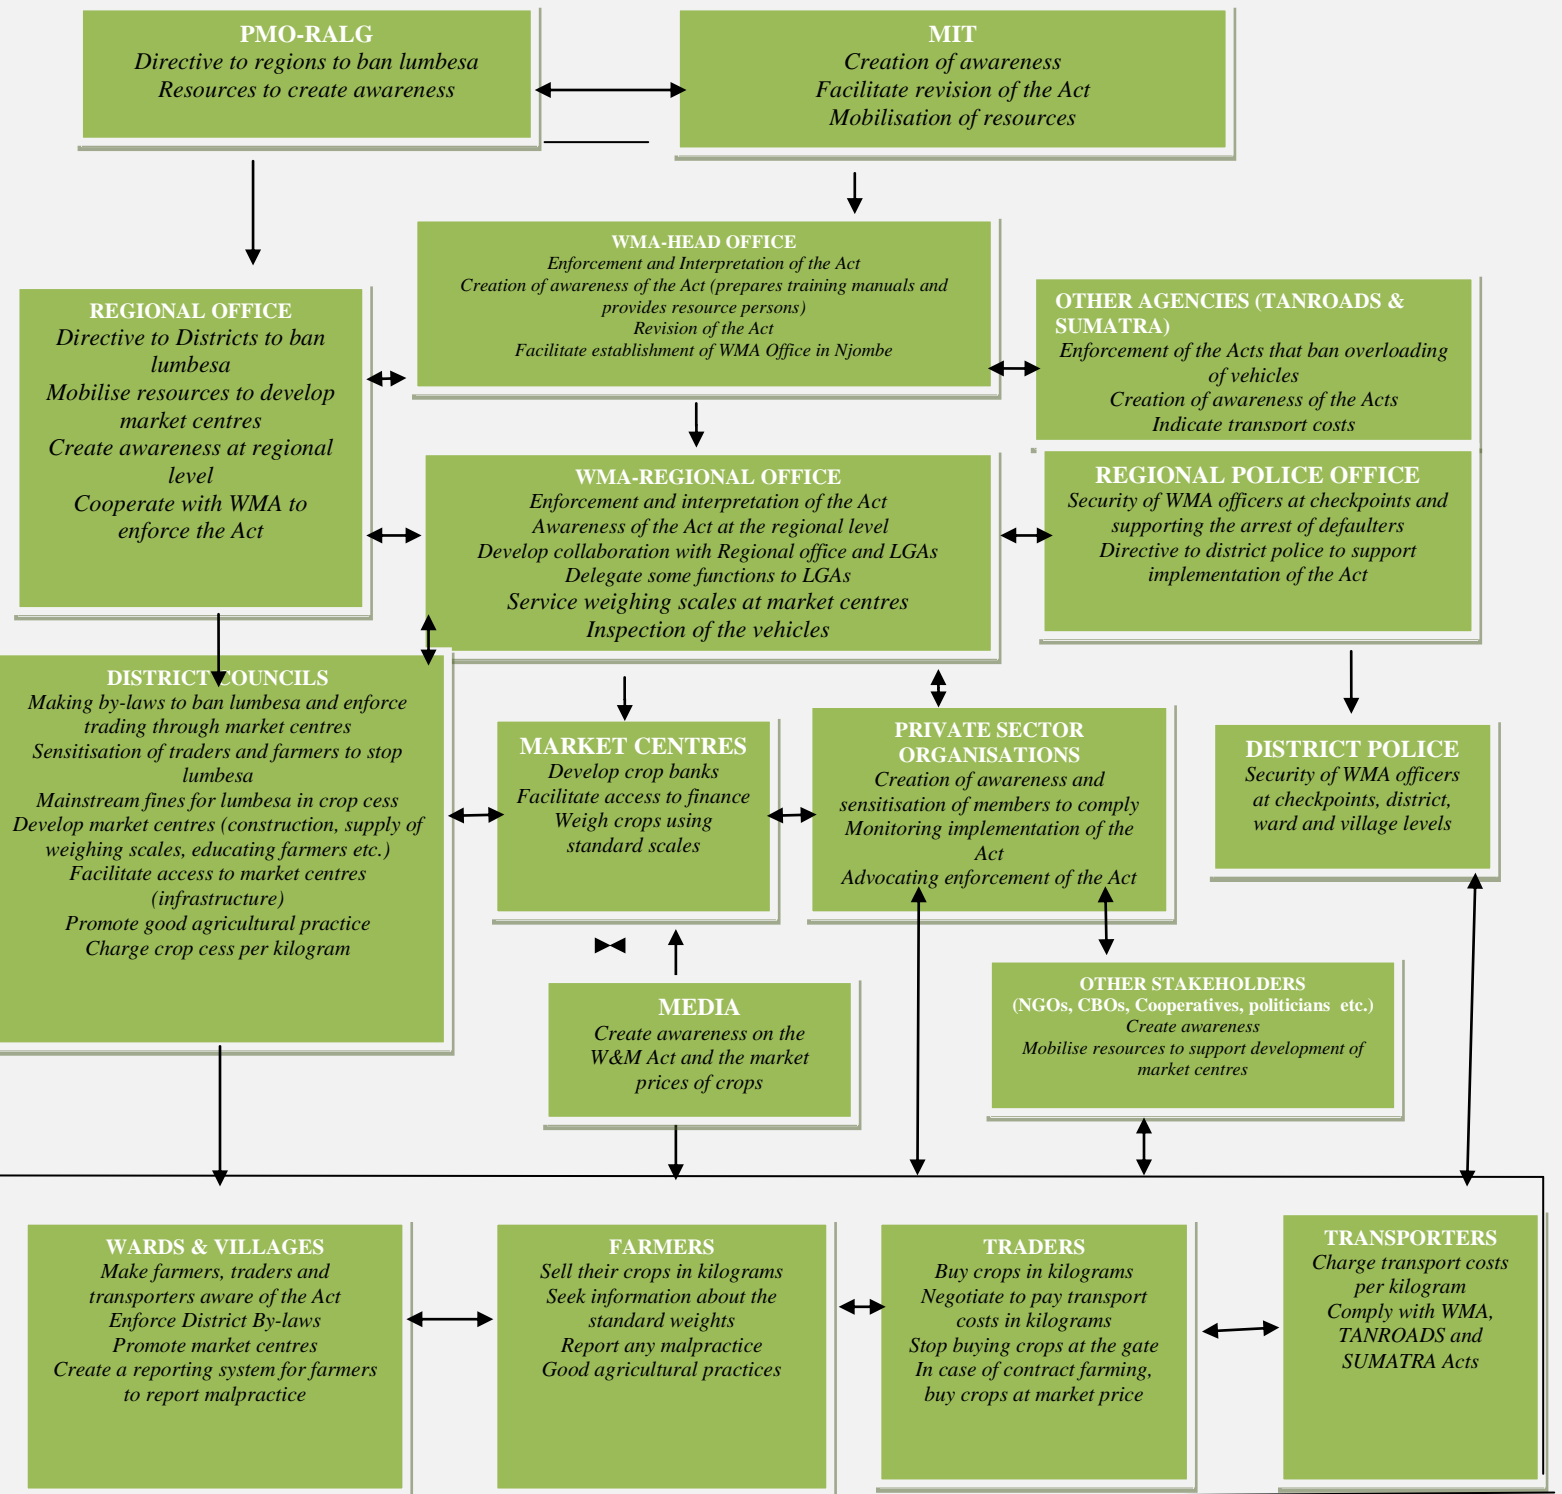 PMO-RALG
Directive to regions to ban lumbesa
Resources to create awareness
MIT
Creation of awareness
Facilitate revision of the Act
Mobilisation of resources
WMA-HEAD OFFICE
Enforcement and Interpretation of the Act
Creation of awareness of the Act (prepares training manuals and
provides resource persons)
Revision of the Act
Facilitate establishment of WMA Office in Njombe
REGIONAL OFFICE
Directive to Districts to ban
lumbesa
Mobilise resources to develop
market centres
Create awareness at regional
level
Cooperate with WMA to
enforce the Act
OTHER AGENCIES (TANROADS &
SUMATRA)
Enforcement of the Acts that ban overloading
of vehicles
Creation of awareness of the Acts
Indicate transport costs
WMA-REGIONAL OFFICE
Enforcement and interpretation of the Act
Awareness of the Act at the regional level
Develop collaboration with Regional office and LGAs
Delegate some functions to LGAs
Service weighing scales at market centres
Inspection of the vehicles
REGIONAL POLICE OFFICE
Security of WMA officers at checkpoints and
supporting the arrest of defaulters
Directive to district police to support
implementation of the Act
DISTRICT COUNCILS
Making by-laws to ban lumbesa and enforce
trading through market centres
Sensitisation of traders and farmers to stop
lumbesa
Mainstream fines for lumbesa in crop cess
Develop market centres (construction, supply of
weighing scales, educating farmers etc.)
Facilitate access to market centres
(infrastructure)
Promote good agricultural practice
Charge crop cess per kilogram
MARKET CENTRES
Develop crop banks
Facilitate access to finance
Weigh crops using
standard scales
PRIVATE SECTOR
ORGANISATIONS
Creation of awareness and
sensitisation of members to comply
Monitoring implementation of the
Act
Advocating enforcement of the Act
DISTRICT POLICE
Security of WMA officers
at checkpoints, district,
ward and village levels
MEDIA
Create awareness on the
W&M Act and the market
prices of crops
OTHER STAKEHOLDERS
(NGOs, CBOs, Cooperatives, politicians etc.)
Create awareness
Mobilise resources to support development of
market centres
WARDS & VILLAGES
Make farmers, traders and
transporters aware of the Act
Enforce District By-laws
Promote market centres
Create a reporting system for farmers
to report malpractice
FARMERS
Sell their crops in kilograms
Seek information about the
standard weights
Report any malpractice
Good agricultural practices
TRADERS
Buy crops in kilograms
Negotiate to pay transport
costs in kilograms
Stop buying crops at the gate
In case of contract farming,
buy crops at market price
TRANSPORTERS
Charge transport costs
per kilogram
Comply with WMA,
TANROADS and
SUMATRA Acts